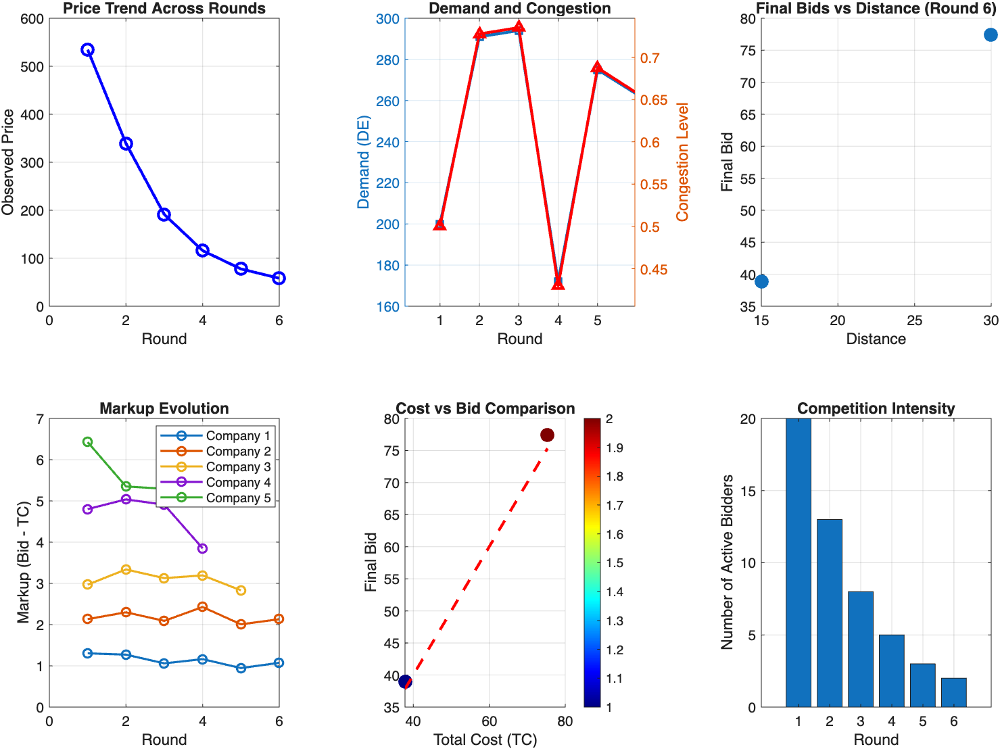 Price Trend Across Rounds
600
500
400
300
200
100
0
0 2 4 6
Observed Price
Round
Demand and Congestion
300
280
260
240
220
200
180
160
Demand (DE)
0.7
0.65
0.6
0.55
0.5
0.45
Congestion Level
1 2 3 4 5
Round
Final Bids vs Distance (Round 6)
80
75
70
65
60
55
50
45
40
35
Final Bid
15 20 25 30
Distance
Markup Evolution
7
6
5
4
3
2
1
0
Markup (Bid - TC)
Company 1
Company 2
Company 3
Company 4
Company 5
0 2 4 6
Round
Cost vs Bid Comparison
80
75
70
65
60
55
50
45
40
35
Final Bid
40 60 80
Total Cost (TC)
2
1.9
1.8
1.7
1.6
1.5
1.4
1.3
1.2
1.1
1
Competition Intensity
20
15
10
5
0
Number of Active Bidders
1 2 3 4 5 6
Round